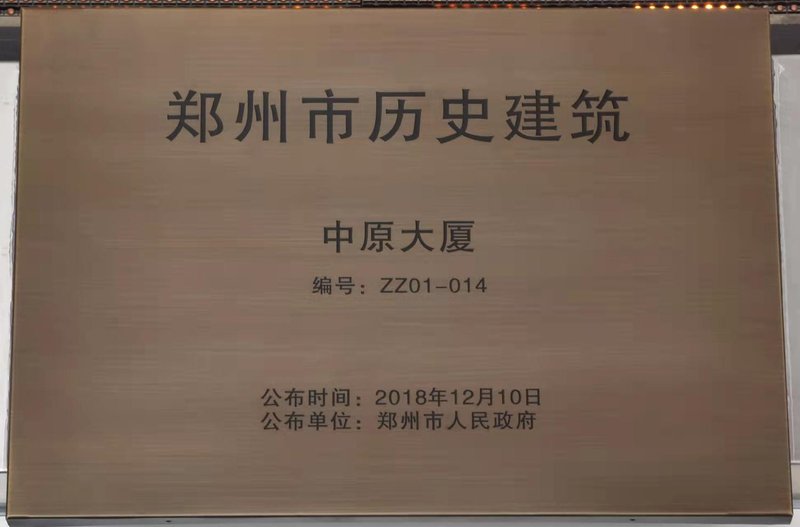 郑州市历史建筑
中原大厦
编号：ZZ01-014
公布时间：2018年12月10日
公布单位：郑州市人民政府